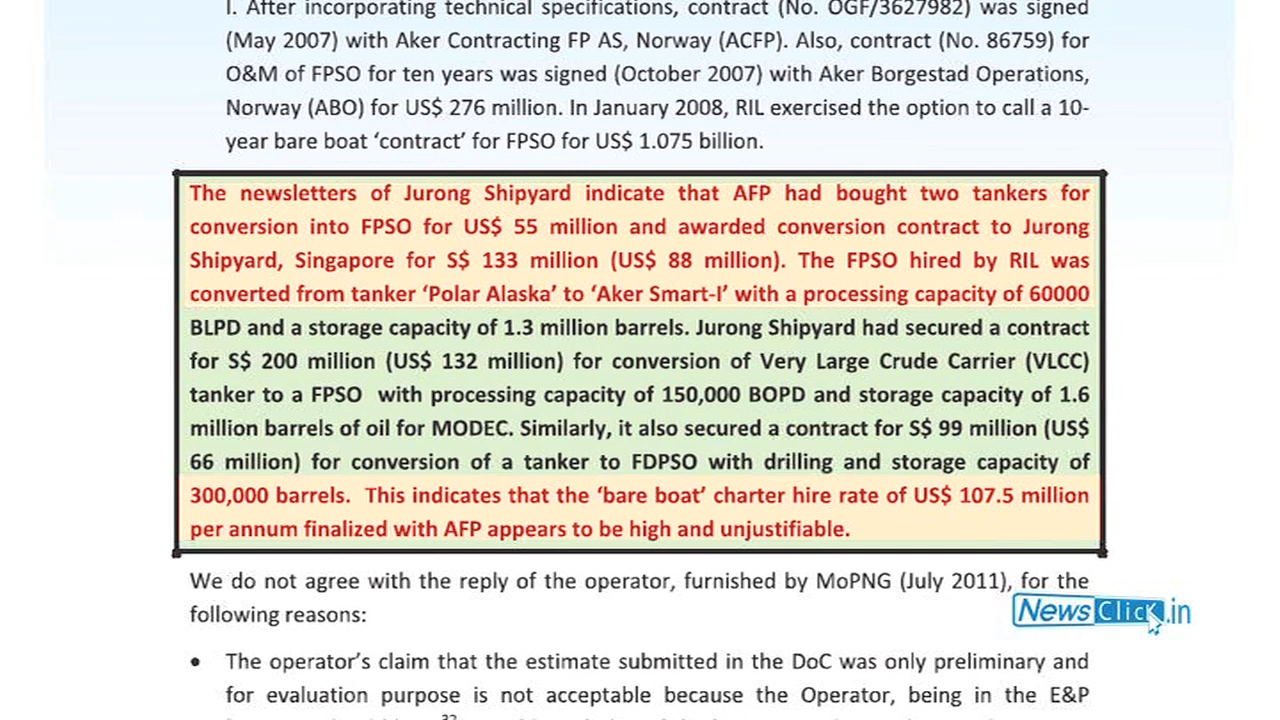 I. After incorporating technical specifications, contract (No. OGF/3627982) was signed
(May 2007) with Aker Contracting FP AS, Norway (ACFP). Also, contract (No. 86759) for
O&M of FPSO for ten years was signed (October 2007) with Aker Borgestad Operations,
Norway (ABO) for US$ 276 million. In January 2008, RIL exercised the option to call a 10-
year bare boat ‘contract’ for FPSO for US$ 1.075 billion.
The newsletters of Jurong Shipyard indicate that AFP had bought two tankers for
conversion into FPSO for US$ 55 million and awarded conversion contract to Jurong
Shipyard, Singapore for S$ 133 million (US$ 88 million). The FPSO hired by RIL was
converted from tanker ‘Polar Alaska’ to ‘Aker Smart-I’ with a processing capacity of 60000
BLPD and a storage capacity of 1.3 million barrels. Jurong Shipyard had secured a contract
for S$ 200 million (US$ 132 million) for conversion of Very Large Crude Carrier (VLCC)
tanker to a FPSO with processing capacity of 150,000 BOPD and storage capacity of 1.6
million barrels of oil for MODEC. Similarly, it also secured a contract for S$ 99 million (US$
66 million) for conversion of a tanker to FDPSO with drilling and storage capacity of
300,000 barrels. This indicates that the ‘bare boat’ charter hire rate of US$ 107.5 million
per annum finalized with AFP appears to be high and unjustifiable.
We do not agree with the reply of the operator, furnished by MoPNG (July 2011), for the
following reasons:
NewsClick.in
• The operator’s claim that the estimate submitted in the DoC was only preliminary and
for evaluation purpose is not acceptable because the Operator, being in the E&P
32